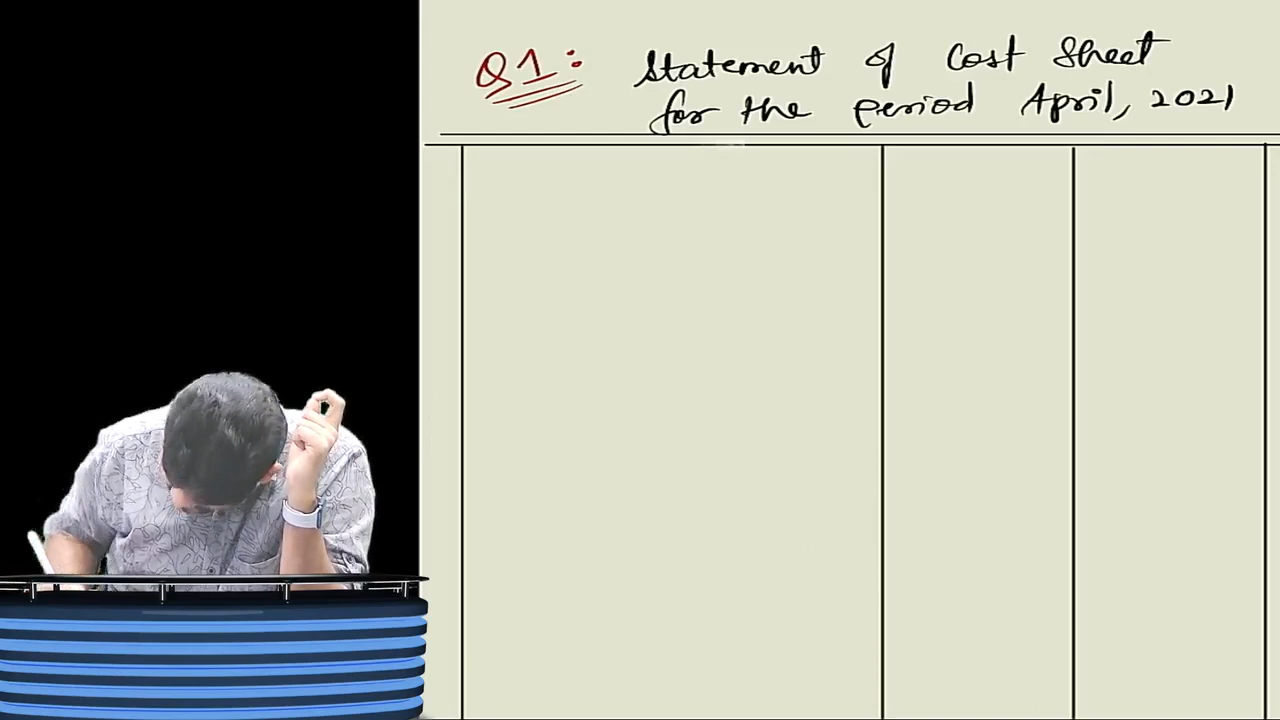 Q1: Statement of Cost Sheet
for the period April, 2021